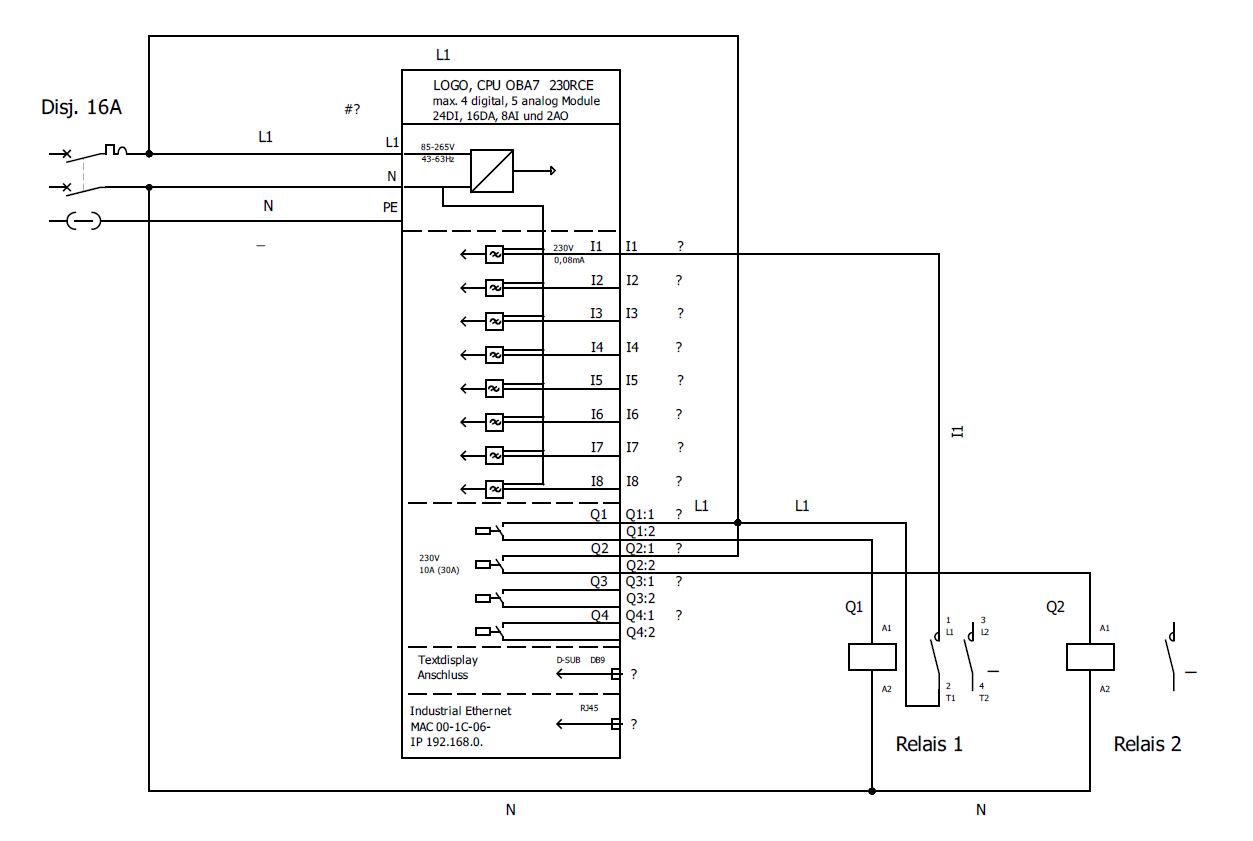 L1
LOGO, CPU OBA7 230RCE
max. 4 digital, 5 analog Module
24DI, 16DA, 8AI und 2AO
Disj. 16A
#?
L1
L1
85-265V
43-63Hz
N
N
PE
230V
0,08mA
I1 I1 ?
I2 I2 ?
I3 I3 ?
I4 I4 ?
I5 I5 ?
I6 I6 ?
I7 I7 ?
I8 I8 ?
I1
L1
L1
Q1 Q1:1 ?
Q1:2
Q2 Q2:1 ?
Q2:2
230V
10A (30A)
Q3 Q3:1 ?
Q3:2
Q4 Q4:1 ?
Q4:2
Q1
A1
A2
1
L1
3
L2
2
T1
4
T2
Relais 1
Q2
A1
A2
Relais 2
Textdisplay
Anschluss
D-SUB DB9
?
Industrial Ethernet
MAC 00-1C-06-
IP 192.168.0.
RJ45
?
N
N